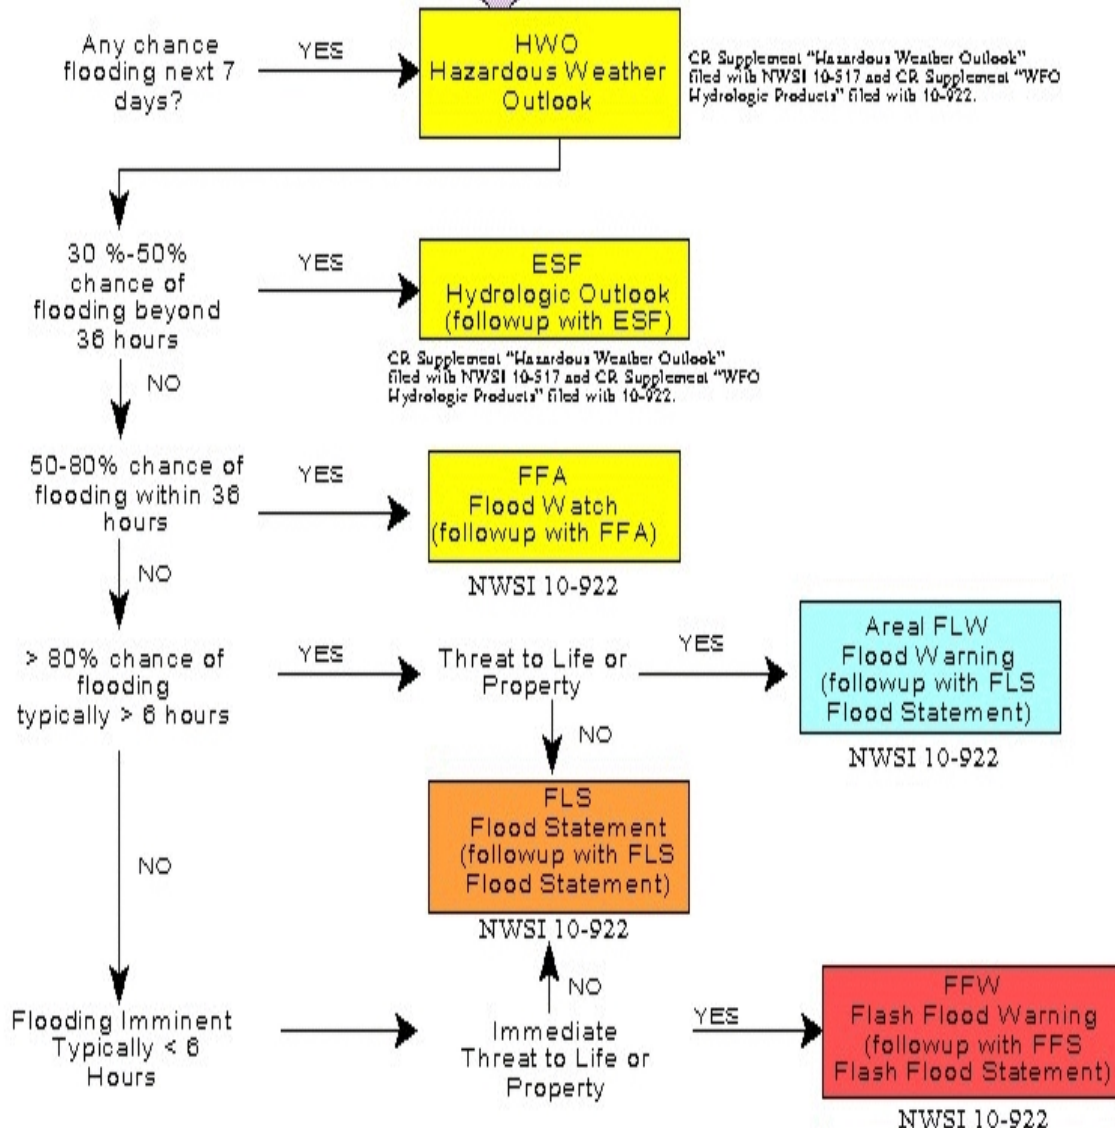 Any chance
flooding next 7
days?
YES
HWO
Hazardous Weather
Outlook
CR Supplement "Hazardous Weather Outlook"
filed with NWSI 10-517 and CR Supplement "WFO
Hydrologic Products" filed with 10-922.
30 %-50%
chance of
flooding beyond
36 hours
YES
ESF
Hydrologic Outlook
(followup with ESF)
CR Supplement "Hazardous Weather Outlook"
filed with NWSI 10-517 and CR Supplement "WFO
Hydrologic Products" filed with 10-922.
NO
50-80% chance of
flooding within 36
hours
YES
FFA
Flood Watch
(followup with FFA)
NWSI 10-922
NO
> 80% chance of
flooding
typically > 6 hours
YES
Threat to Life or
Property
YES
Areal FLW
Flood Warning
(followup with FLS
Flood Statement)
NWSI 10-922
NO
FLS
Flood Statement
(followup with FLS
Flood Statement)
NWSI 10-922
NO
Flooding Imminent
Typically < 6
Hours
NO
Immediate
Threat to Life or
Property
YES
FFW
Flash Flood Warning
(followup with FFS
Flash Flood Statement)
NWSI 10-922